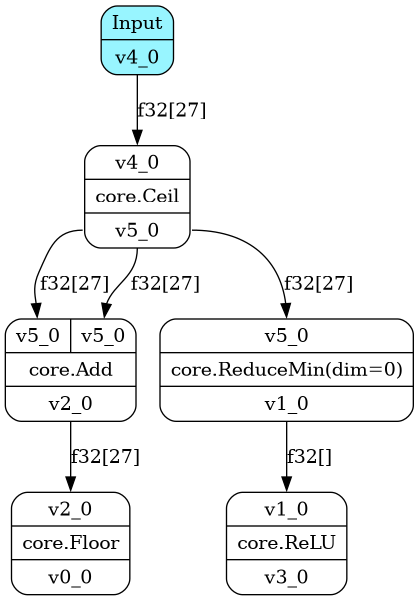 Input
v4_0
f32[27]
v4_0
core.Ceil
v5_0
f32[27] f32[27] f32[27]
v5_0 v5_0
core.Add
v2_0
v5_0
core.ReduceMin(dim=0)
v1_0
f32[27]
f32[]
v2_0
core.Floor
v0_0
v1_0
core.ReLU
v3_0